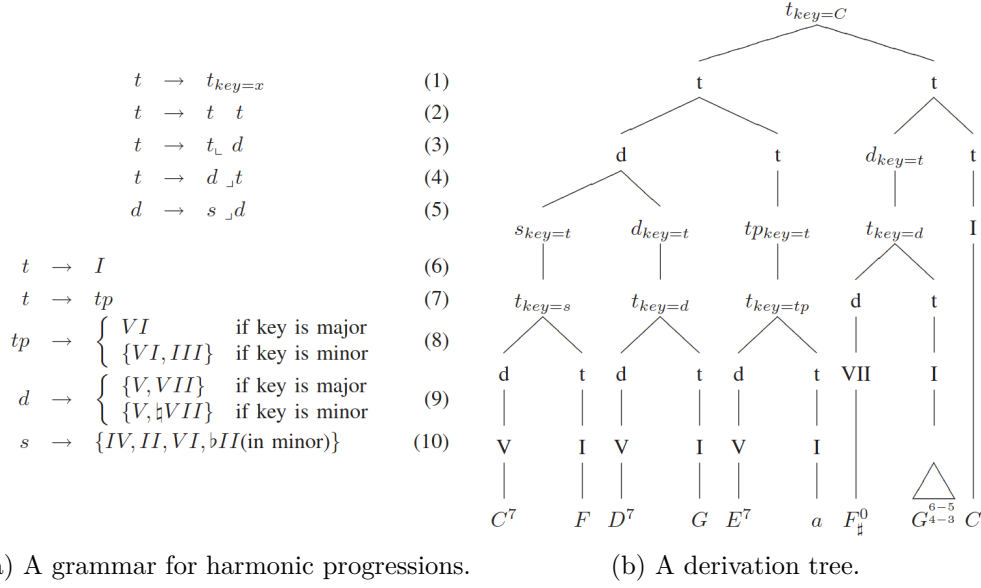 t → t_{key=x} (1)
t → t t (2)
t → t⌞ d (3)
t → d ⌟t (4)
d → s ⌟d (5)
t → I (6)
t → tp (7)
tp → { VI if key is major
{VI, III} if key is minor (8)
d → { {V, VII} if key is major
{V, ♮VII} if key is minor (9)
s → {IV, II, VI, ♭II(in minor)} (10)
) A grammar for harmonic progressions.
t_{key=C}
t t
d t d_{key=t} t
s_{key=t} d_{key=t} tp_{key=t} t_{key=d} I
t_{key=s} t_{key=d} t_{key=tp} d t
d t d t d t VII I
V I V I V I
C^7 F D^7 G E^7 a F_♯^0 G^{6−5}_{4−3} C
(b) A derivation tree.